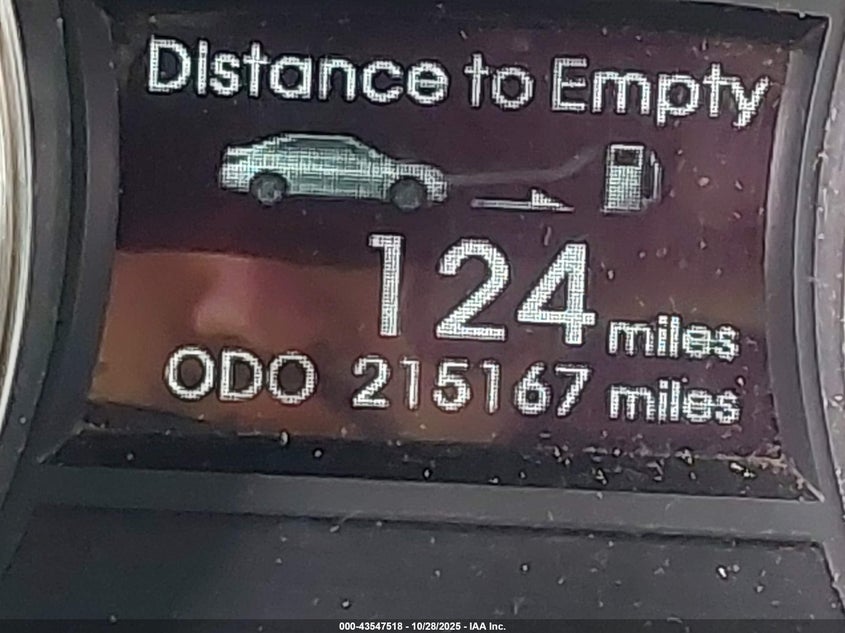 Distance to Empty
124 miles
ODO 215167 miles
000-43547518 - 10/28/2025 - IAA Inc.